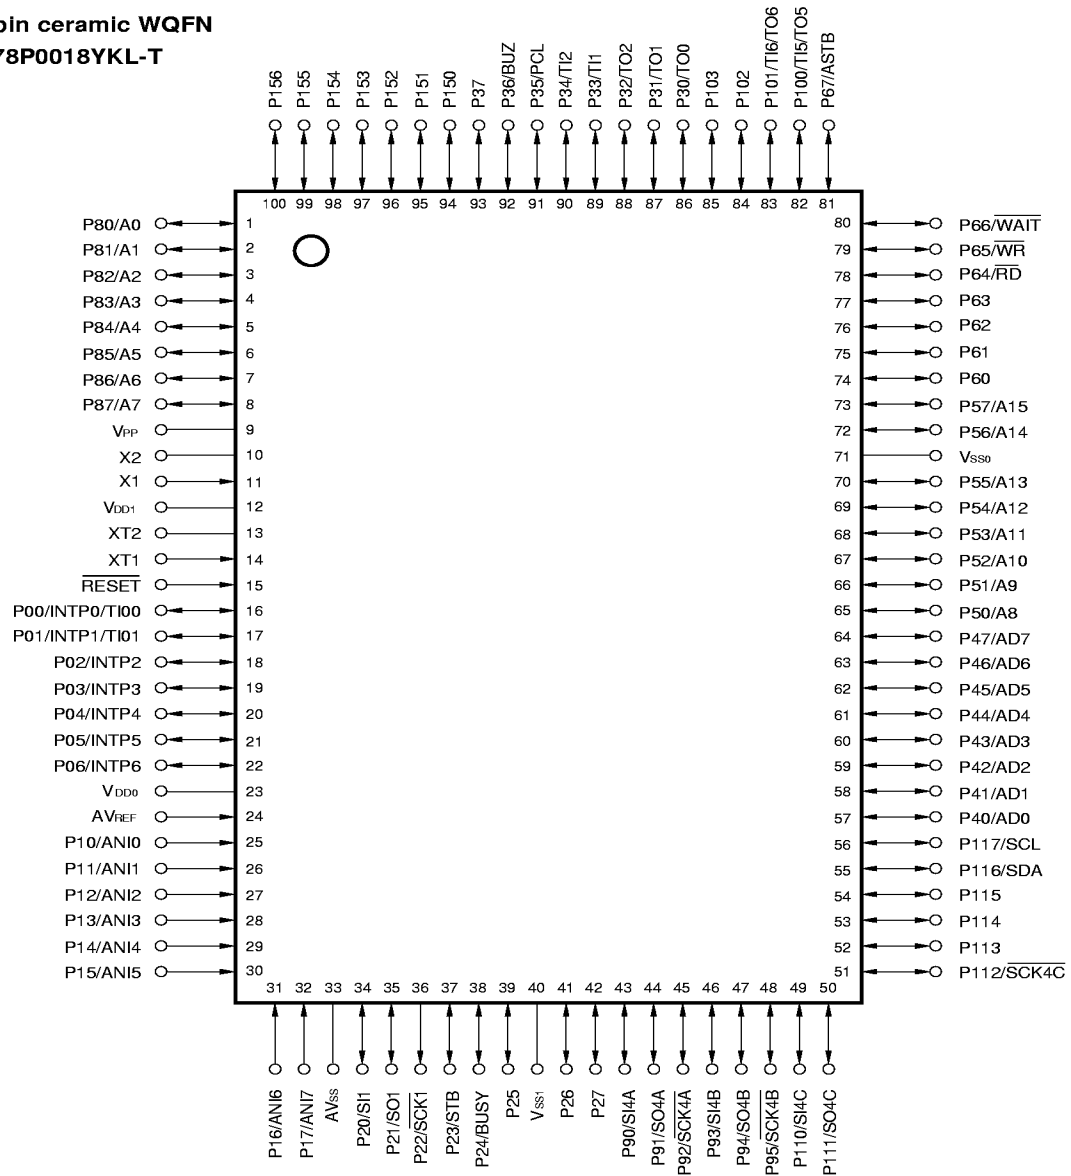 pin ceramic WQFN
78P0018YKL-T
P156
P155
P154
P153
P152
P151
P150
P37
P36/BUZ
P35/PCL
P34/TI2
P33/TI1
P32/TO2
P31/TO1
P30/TO0
P103
P102
P101/TI6/TO6
P100/TI5/TO5
P67/ASTB
100 99 98 97 96 95 94 93 92 91 90 89 88 87 86 85 84 83 82 81
P80/A0 1 80 P66/WAIT
P81/A1 2 79 P65/WR
P82/A2 3 78 P64/RD
P83/A3 4 77 P63
P84/A4 5 76 P62
P85/A5 6 75 P61
P86/A6 7 74 P60
P87/A7 8 73 P57/A15
VPP 9 72 P56/A14
X2 10 71 VSS0
X1 11 70 P55/A13
VDD1 12 69 P54/A12
XT2 13 68 P53/A11
XT1 14 67 P52/A10
RESET 15 66 P51/A9
P00/INTP0/TI00 16 65 P50/A8
P01/INTP1/TI01 17 64 P47/AD7
P02/INTP2 18 63 P46/AD6
P03/INTP3 19 62 P45/AD5
P04/INTP4 20 61 P44/AD4
P05/INTP5 21 60 P43/AD3
P06/INTP6 22 59 P42/AD2
VDD0 23 58 P41/AD1
AVREF 24 57 P40/AD0
P10/ANI0 25 56 P117/SCL
P11/ANI1 26 55 P116/SDA
P12/ANI2 27 54 P115
P13/ANI3 28 53 P114
P14/ANI4 29 52 P113
P15/ANI5 30 51 P112/SCK4C
31 32 33 34 35 36 37 38 39 40 41 42 43 44 45 46 47 48 49 50
P16/ANI6
P17/ANI7
AVSS
P20/SI1
P21/SO1
P22/SCK1
P23/STB
P24/BUSY
P25
VSS1
P26
P27
P90/SI4A
P91/SO4A
P92/SCK4A
P93/SI4B
P94/SO4B
P95/SCK4B
P110/SI4C
P111/SO4C